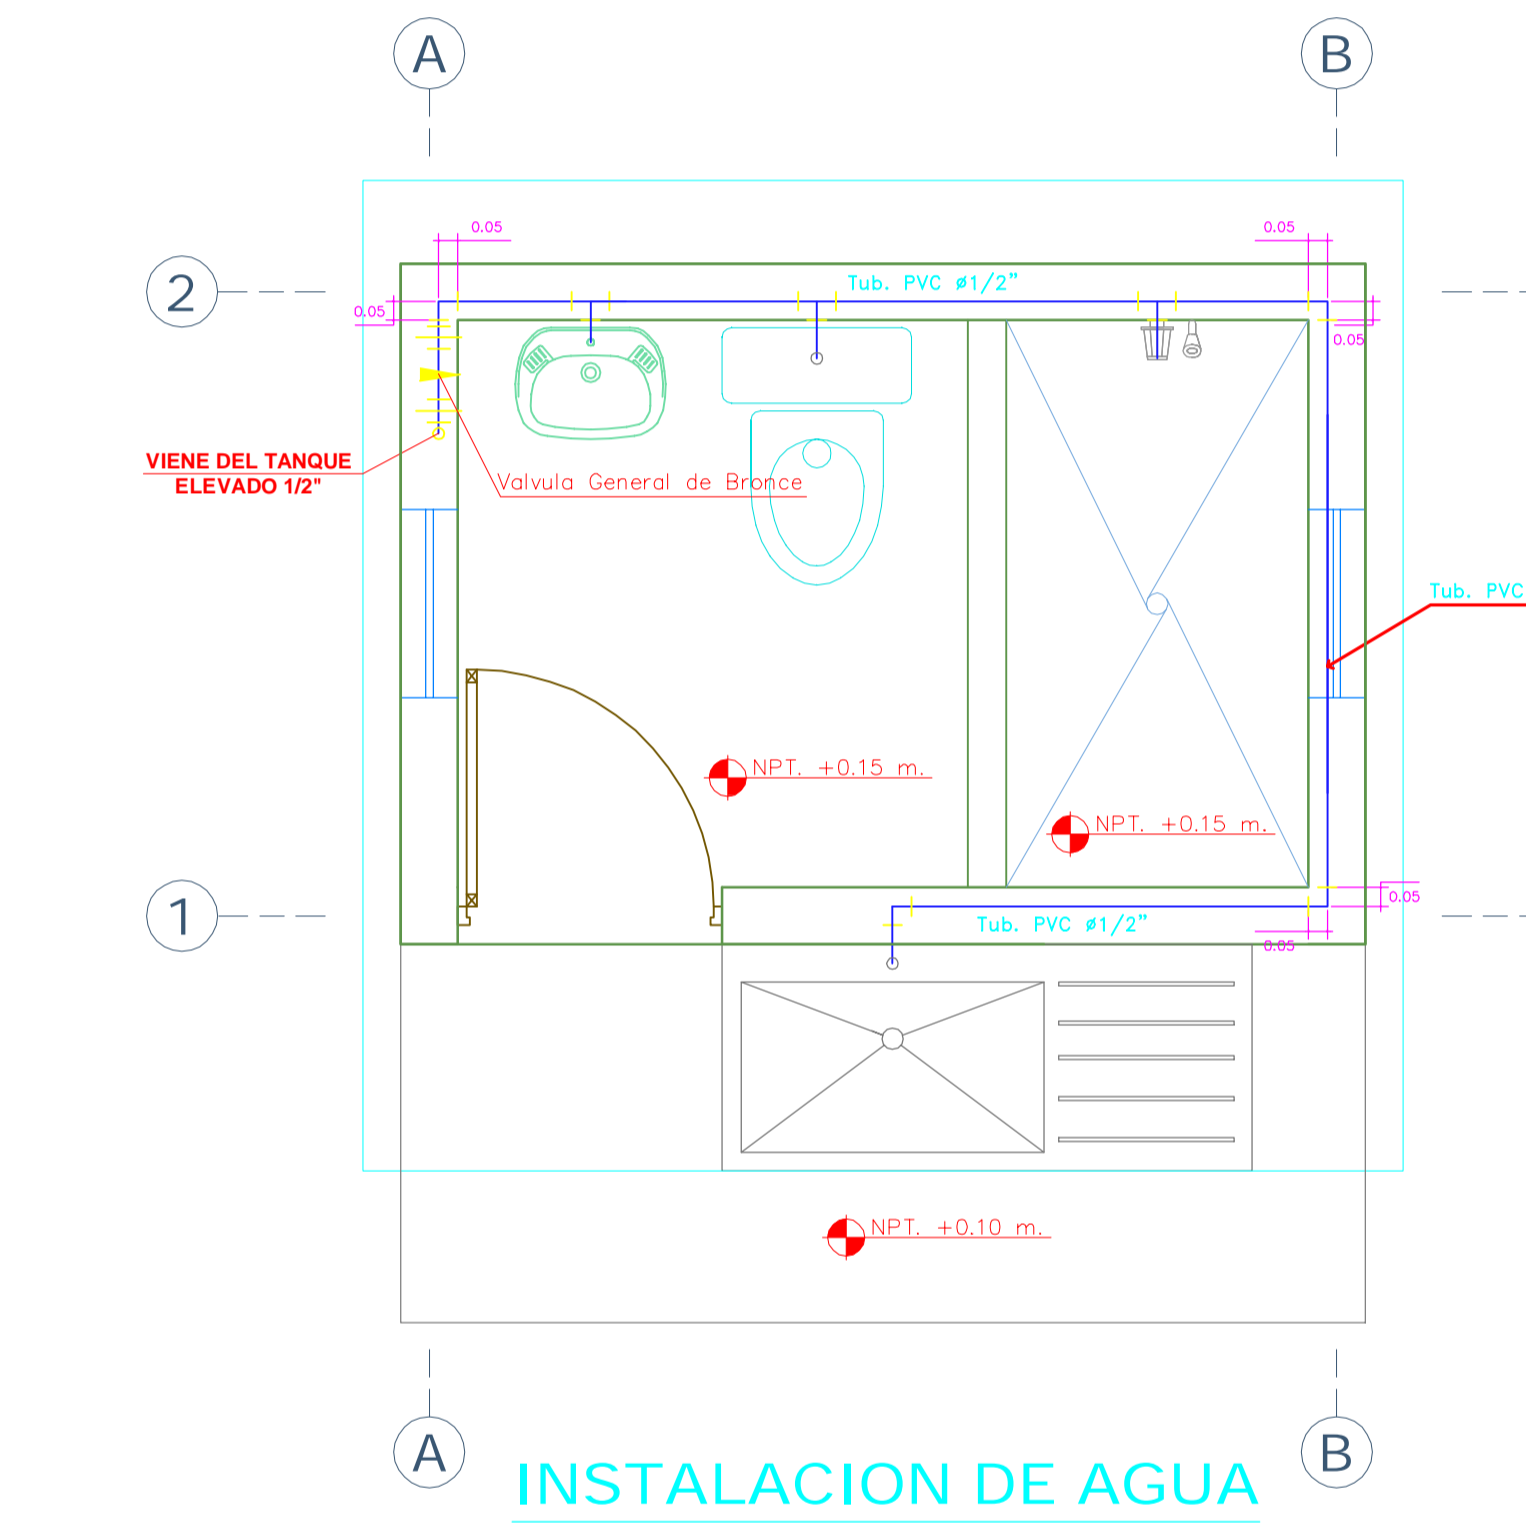 A
B
0.05
0.05
2
Tub. PVC ø1/2"
0.05
0.05
VIENE DEL TANQUE
ELEVADO 1/2"
Valvula General de Bronce
Tub. PVC
NPT. +0.15 m.
NPT. +0.15 m.
1
0.05
Tub. PVC ø1/2"
0.05
NPT. +0.10 m.
A
B
INSTALACION DE AGUA